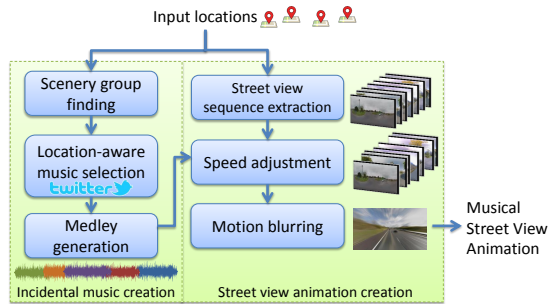 Input locations
Scenery group
finding
Location-aware
music selection
twitter
Medley
generation
Incidental music creation
Street view
sequence extraction
Speed adjustment
Motion blurring
Street view animation creation
Musical
Street View
Animation